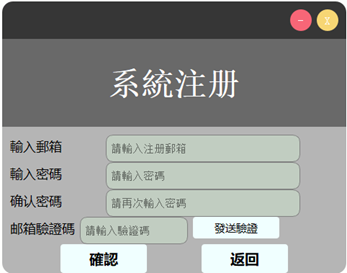 - X
系統注册
輸入郵箱 請輸入注册郵箱
輸入密碼 請輸入密碼
确认密碼 請再次輸入密碼
邮箱驗證碼 請輸入驗證碼 發送驗證
確認 返回